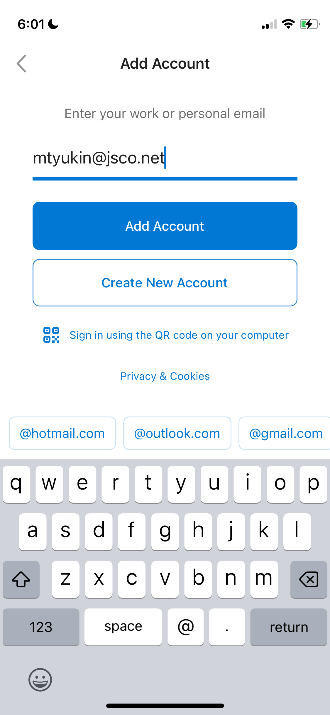 6:01
Add Account
Enter your work or personal email
mtyukin@jsco.net
Add Account
Create New Account
Sign in using the QR code on your computer
Privacy & Cookies
@hotmail.com @outlook.com @gmail.com
q w e r t y u i o p
a s d f g h j k l
z x c v b n m
123 space @ . return